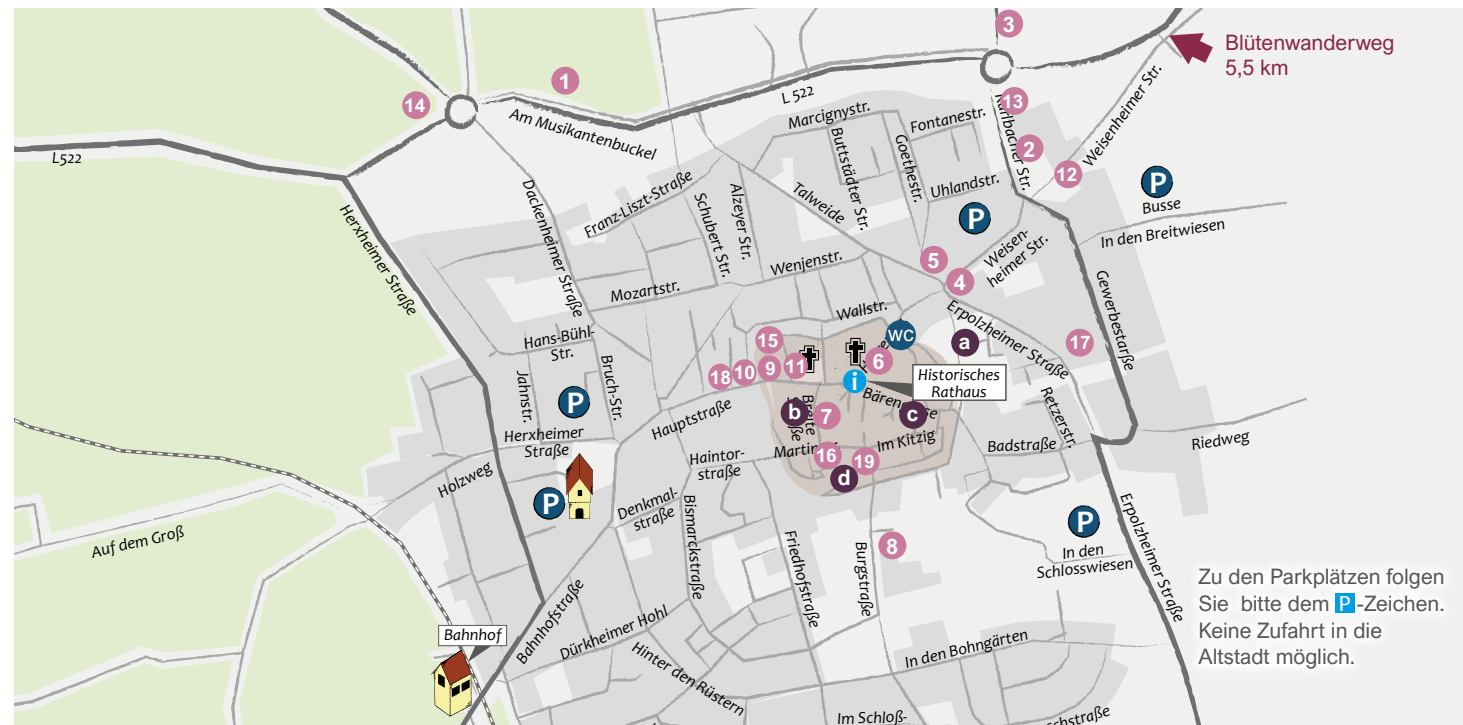 3
Blütenwanderweg
5,5 km
1
14
L 522
13
Marcignystr.
Fontanestr.
Am Musikantenbuckel
2
Weisenheimer Str.
L522
Buttstädter Str.
Goethestr.
12
P
Busse
Uhlandstr.
Dackenheimer Straße
Franz-Liszt-Straße
Schubert Str.
Alzeyer Str.
Talweide
P
In den Breitwiesen
Herxheimer Straße
Weisen-
heimer Str.
5
4
Wenjenstr.
Mozartstr.
Wallstr.
Erpolzheimer Straße
Gewerbestarße
Hans-Bühl-
Str.
15
WC
a
17
18
10
9
11
6
i
Historisches
Rathaus
Jahnstr.
Bruch-Str.
P
Hauptstraße
b
7
c
Retzerstr.
Herxheimer
Straße
Haintor-
straße
16
19
Im Kitzig
Badstraße
Riedweg
d
Holzweg
P
Denkmal-
straße
Bismarckstraße
P
In den
Schlosswiesen
Auf dem Groß
Friedhofstraße
Burgstraße
8
Erpolzheimer Straße
Zu den Parkplätzen folgen
Sie bitte dem P-Zeichen.
Keine Zufahrt in die
Altstadt möglich.
Bahnhof
Bahnhofstraße
Dürkheimer Hohl
Hinter den Rüstern
In den Bohngärten
Im Schloß-